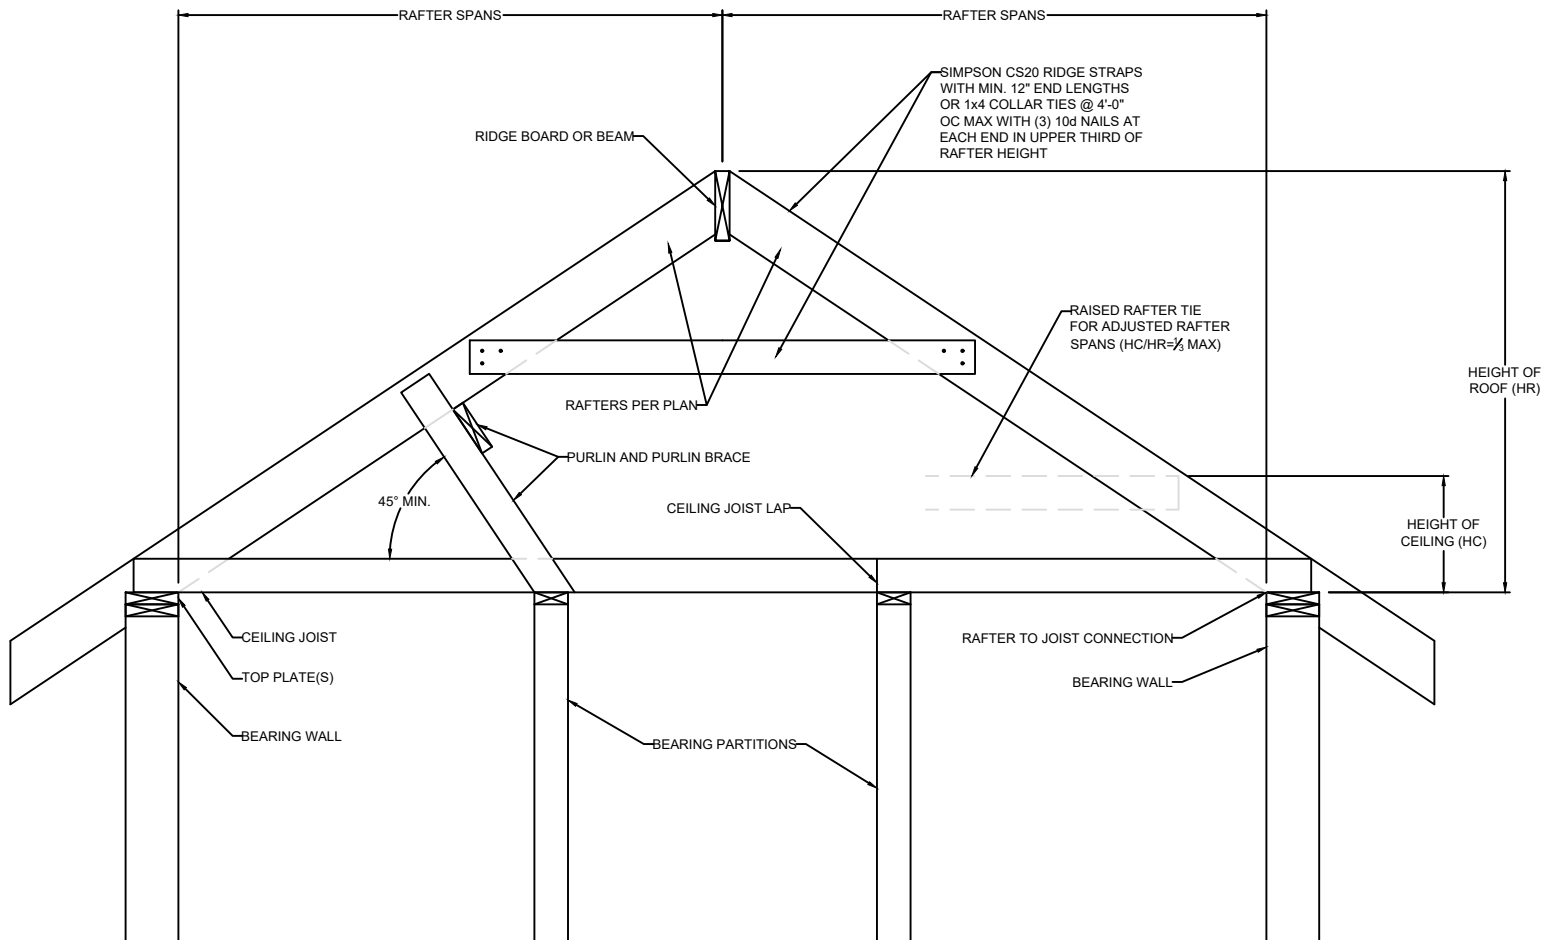 RAFTER SPANS
RAFTER SPANS
SIMPSON CS20 RIDGE STRAPS
WITH MIN. 12" END LENGTHS
OR 1x4 COLLAR TIES @ 4'-0"
OC MAX WITH (3) 10d NAILS AT
EACH END IN UPPER THIRD OF
RAFTER HEIGHT
RIDGE BOARD OR BEAM
RAISED RAFTER TIE
FOR ADJUSTED RAFTER
SPANS (HC/HR=⅓ MAX)
HEIGHT OF
ROOF (HR)
RAFTERS PER PLAN
PURLIN AND PURLIN BRACE
45° MIN.
CEILING JOIST LAP
HEIGHT OF
CEILING (HC)
CEILING JOIST
RAFTER TO JOIST CONNECTION
TOP PLATE(S)
BEARING WALL
BEARING WALL
BEARING PARTITIONS